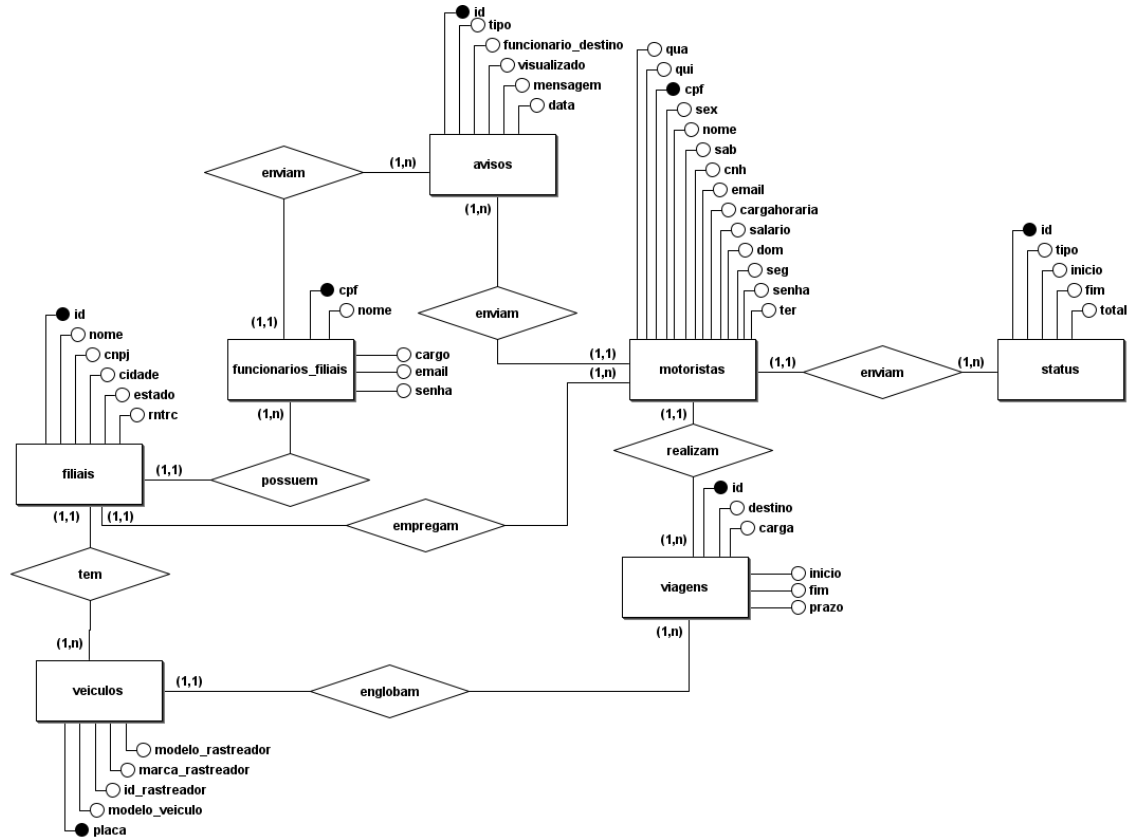 id
tipo
funcionario_destino
visualizado
mensagem
data
avisos
enviam
(1,n)
(1,n)
(1,1)
qua
qui
cpf
sex
nome
sab
cnh
email
cargahoraria
salario
dom
seg
senha
ter
motoristas
enviam
(1,1)
(1,n)
(1,1)
enviam
(1,n)
(1,1)
id
tipo
inicio
fim
total
status
cpf
nome
funcionarios_filiais
cargo
email
senha
(1,n)
id
nome
cnpj
cidade
estado
rntrc
filiais
(1,1)
possuem
(1,1)
(1,1)
empregam
realizam
id
destino
carga
(1,n)
viagens
inicio
fim
prazo
(1,n)
tem
(1,n)
veiculos
(1,1)
englobam
modelo_rastreador
marca_rastreador
id_rastreador
modelo_veiculo
placa